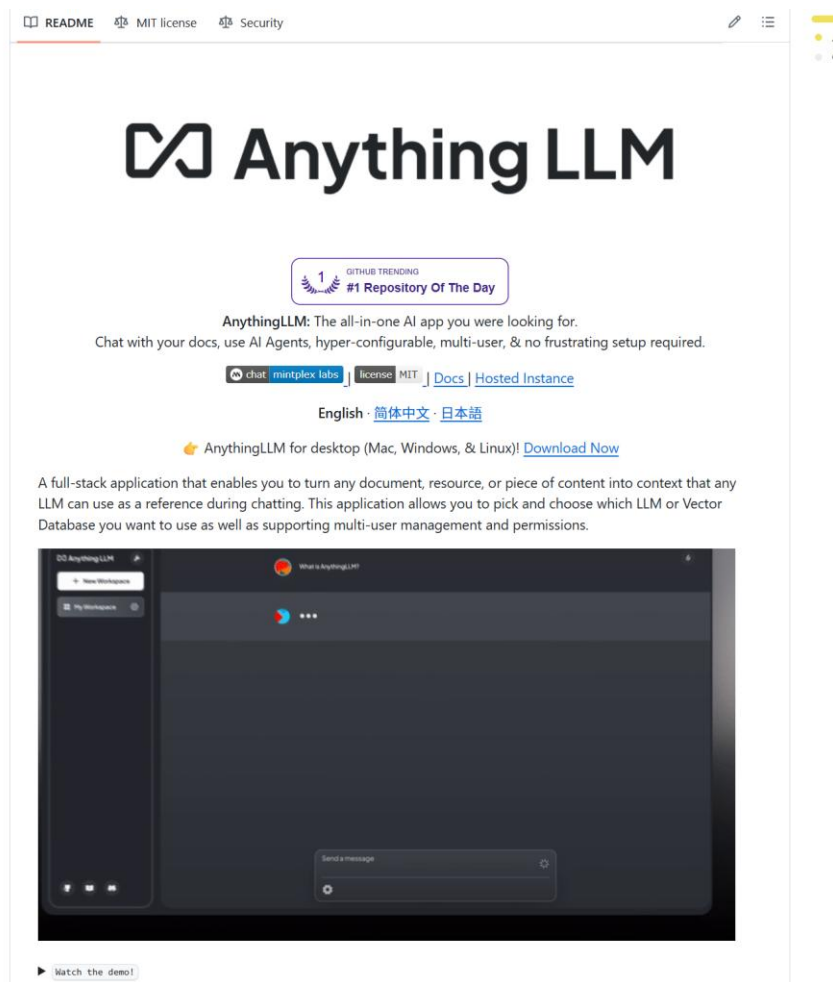 README MIT license Security
Anything LLM
1 GITHUB TRENDING
#1 Repository Of The Day
AnythingLLM: The all-in-one AI app you were looking for.
Chat with your docs, use AI Agents, hyper-configurable, multi-user, & no frustrating setup required.
chat mintplex labs | license MIT | Docs | Hosted Instance
English · 简体中文 · 日本語
👉 AnythingLLM for desktop (Mac, Windows, & Linux)! Download Now
A full-stack application that enables you to turn any document, resource, or piece of content into context that any
LLM can use as a reference during chatting. This application allows you to pick and choose which LLM or Vector
Database you want to use as well as supporting multi-user management and permissions.
Anything LLM
+ New Workspace
My Workspace
What is AnythingLLM?
Send a message
Watch the demo!